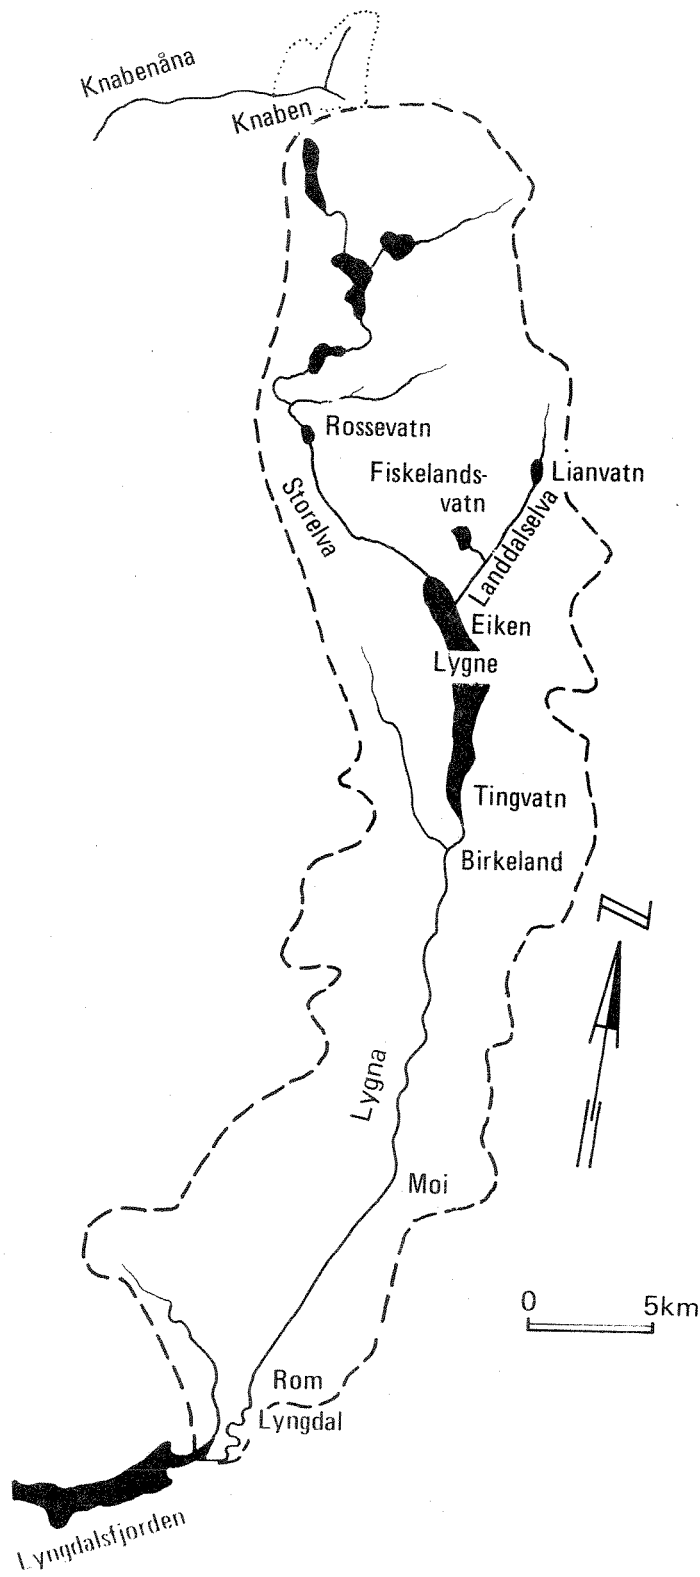 Knabenåna
Knaben
Rossevatn
Fiskelands-
vatn
Lianvatn
Storelva
Landdalselva
Eiken
Lygne
Tingvatn
Birkeland
N
Lygna
Moi
0 5km
Rom
Lyngdal
Lyngdalsfjorden